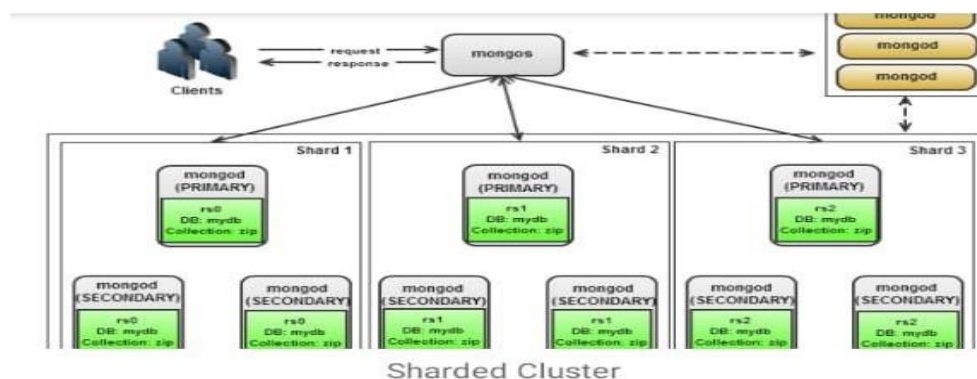 mongod
request
mongos
mongod
response
mongod
Clients
Shard 1
Shard 2
Shard 3
mongod
(PRIMARY)
rs0
DB: mydb
Collection: zip
mongod
(PRIMARY)
rs1
DB: mydb
Collection: zip
mongod
(PRIMARY)
rs2
DB: mydb
Collection: zip
mongod
(SECONDARY)
rs0
DB: mydb
Collection: zip
mongod
(SECONDARY)
rs0
DB: mydb
Collection: zip
mongod
(SECONDARY)
rs1
DB: mydb
Collection: zip
mongod
(SECONDARY)
rs1
DB: mydb
Collection: zip
mongod
(SECONDARY)
rs2
DB: mydb
Collection: zip
mongod
(SECONDARY)
rs2
DB: mydb
Collection: zip
Sharded Cluster